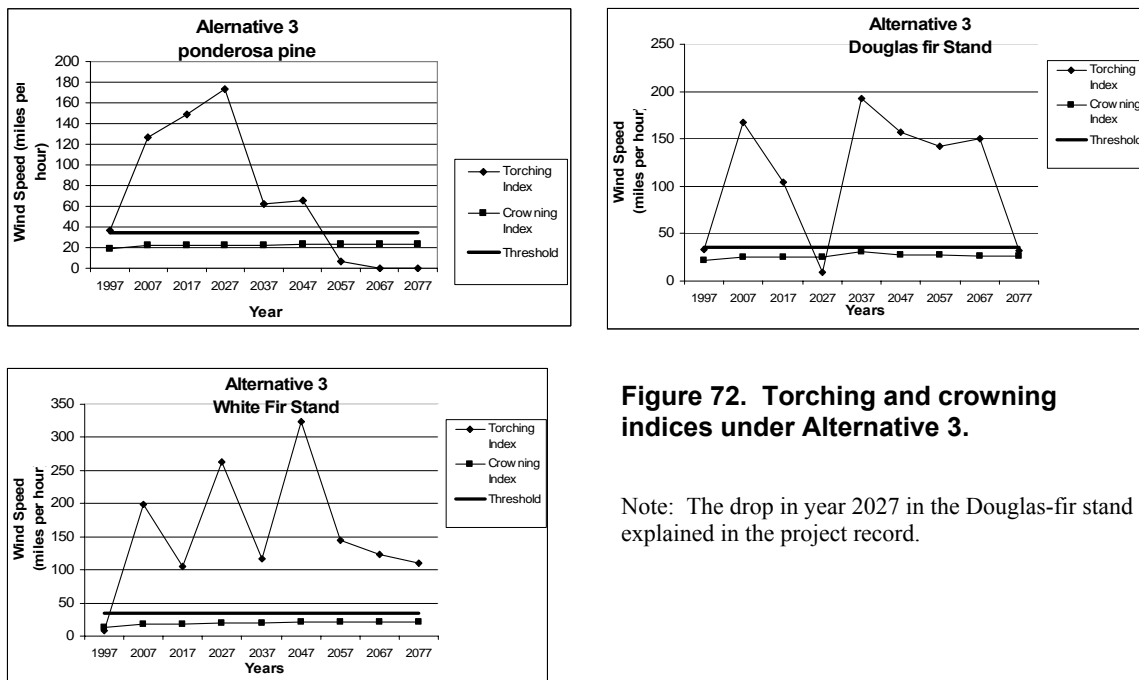 Alernative 3
ponderosa pine
200
180
160
140
120
100
80
60
40
20
0
Wind Speed (miles per
hour)
1997 2007 2017 2027 2037 2047 2057 2067 2077
Year
Torching
Index
Crowning
Index
Threshold
Alternative 3
Douglas fir Stand
250
200
150
100
50
0
Wind Speed
(miles per hour)
1997 2007 2017 2027 2037 2047 2057 2067 2077
Years
Torching
Index
Crowning
Index
Threshold
Alternative 3
White Fir Stand
350
300
250
200
150
100
50
0
Wind Speed
(miles per hour
1997 2007 2017 2027 2037 2047 2057 2067 2077
Years
Torching
Index
Crowning
Index
Threshold
Figure 72. Torching and crowning
indices under Alternative 3.
Note: The drop in year 2027 in the Douglas-fir stand
explained in the project record.